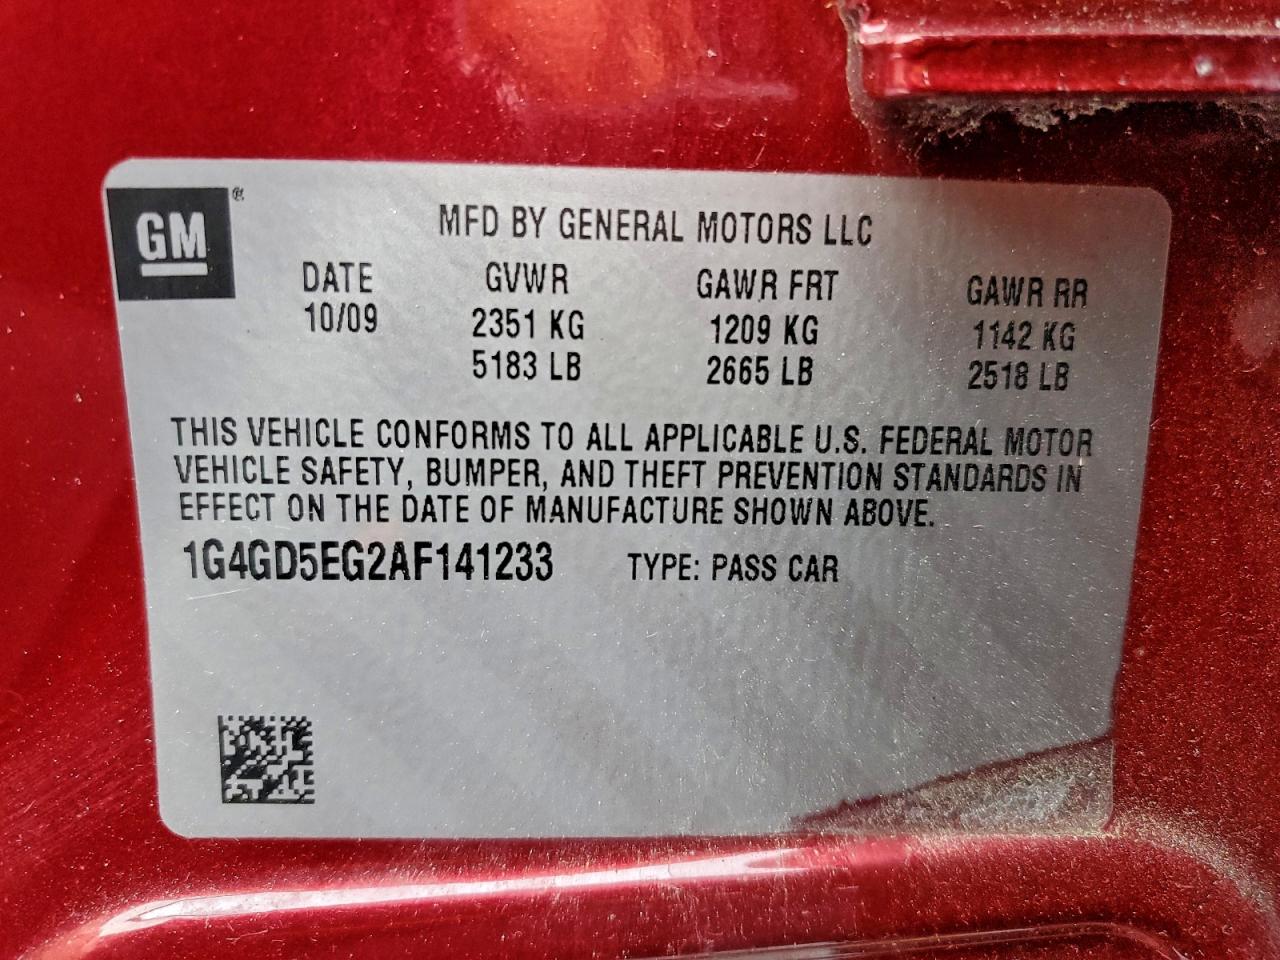 GM ®
MFD BY GENERAL MOTORS LLC
DATE GVWR GAWR FRT GAWR RR
10/09 2351 KG 1209 KG 1142 KG
5183 LB 2665 LB 2518 LB
THIS VEHICLE CONFORMS TO ALL APPLICABLE U.S. FEDERAL MOTOR
VEHICLE SAFETY, BUMPER, AND THEFT PREVENTION STANDARDS IN
EFFECT ON THE DATE OF MANUFACTURE SHOWN ABOVE.
1G4GD5EG2AF141233 TYPE: PASS CAR